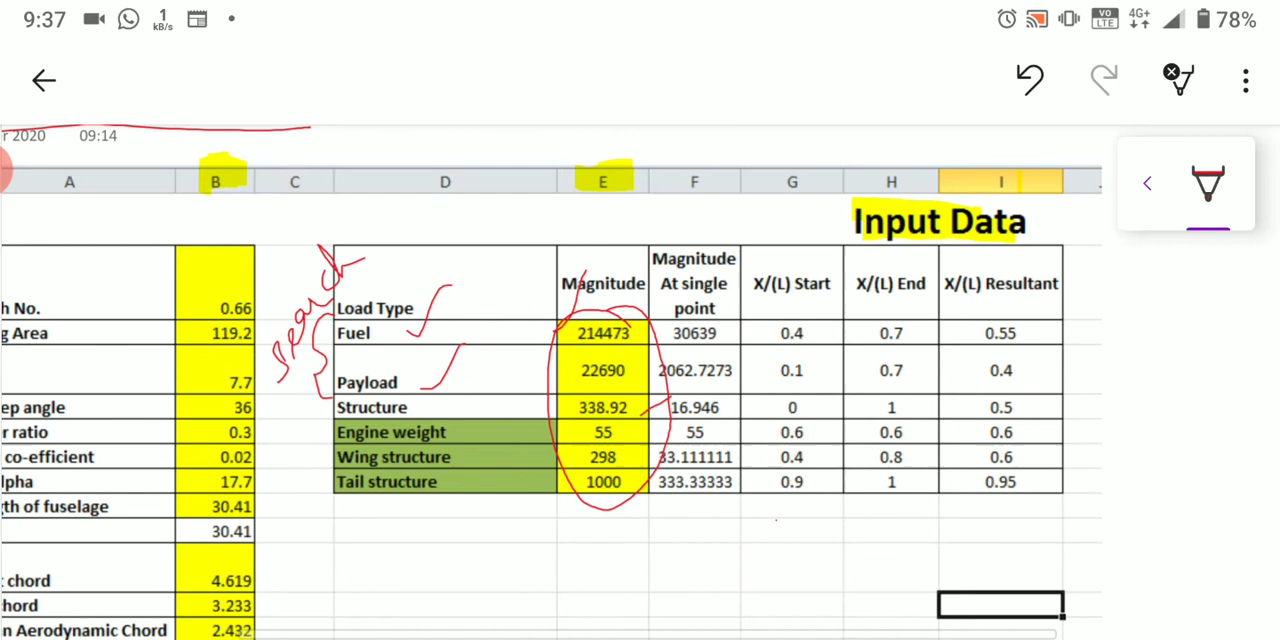 9:37 1 kB/s VO LTE 4G+ 78%
r 2020 09:14
A B C D E F G H I
Input Data
Load Type Magnitude Magnitude At single point X/(L) Start X/(L) End X/(L) Resultant
h No. 0.66
g Area 119.2 Fuel 214473 30639 0.4 0.7 0.55
7.7 Payload 22690 2062.7273 0.1 0.7 0.4
ep angle 36 Structure 338.92 16.946 0 1 0.5
r ratio 0.3 Engine weight 55 55 0.6 0.6 0.6
co-efficient 0.02 Wing structure 298 33.111111 0.4 0.8 0.6
lpha 17.7 Tail structure 1000 333.33333 0.9 1 0.95
gth of fuselage 30.41
30.41
t chord 4.619
hord 3.233
n Aerodynamic Chord 2.432
search